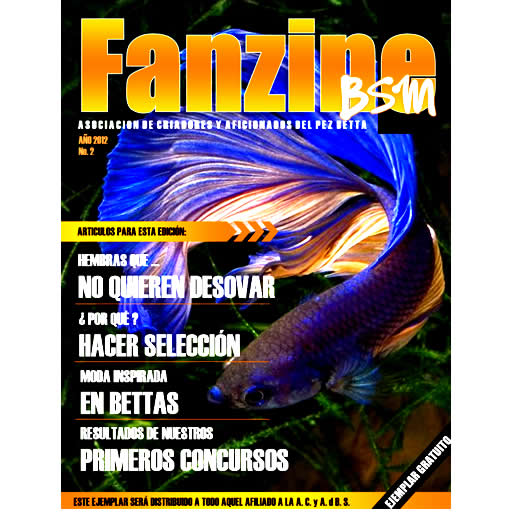 Fanzine
BSM
ASOCIACION DE CRIADORES Y AFICIONADOS DEL PEZ BETTA
AÑO 2012
No. 2
ARTICULOS PARA ESTA EDICIÓN:
HEMBRAS QUE ...
NO QUIEREN DESOVAR
¿ POR QUÉ ?
HACER SELECCIÓN
MODA INSPIRADA
EN BETTAS
RESULTADOS DE NUESTROS
PRIMEROS CONCURSOS
EJEMPLAR GRATUITO
ESTE EJEMPLAR SERÁ DISTRIBUIDO A TODO AQUEL AFILIADO A LA A. C. y A. d B. S.